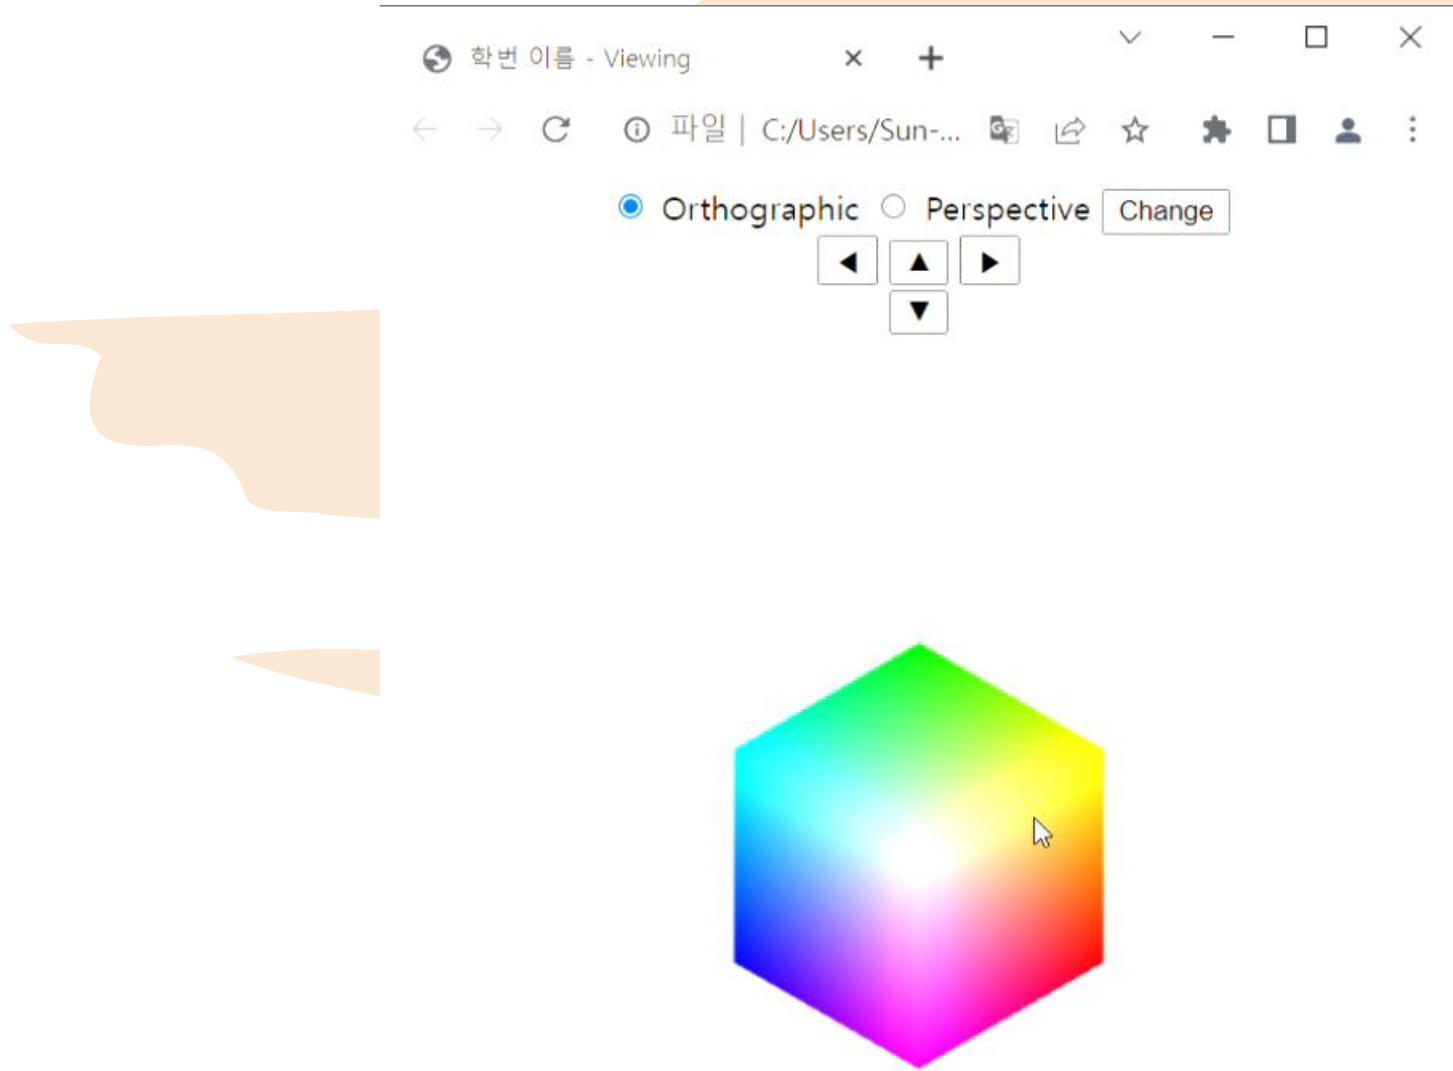 학번 이름 - Viewing
파일 | C:/Users/Sun-...
Orthographic Perspective Change
◀ ▲ ▶
▼